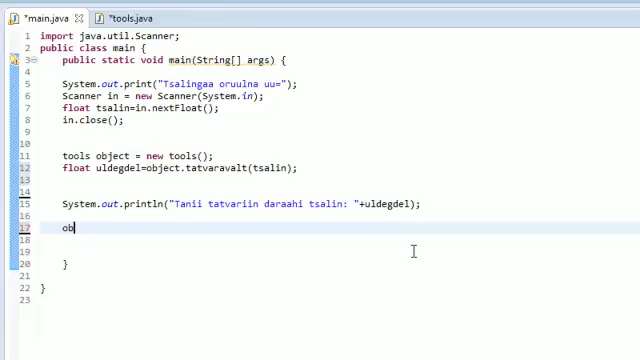 *main.java *tools.java
1 import java.util.Scanner;
2 public class main {
3 public static void main(String[] args) {
4
5 System.out.print("Tsalingaa oruulna uu=");
6 Scanner in = new Scanner(System.in);
7 float tsalin=in.nextFloat();
8 in.close();
9
10
11 tools object = new tools();
12 float uldegdel=object.tatvaravalt(tsalin);
13
14
15 System.out.println("Tanii tatvariin daraahi tsalin: "+uldegdel);
16
17 ob
18
19
20 }
21
22 }
23